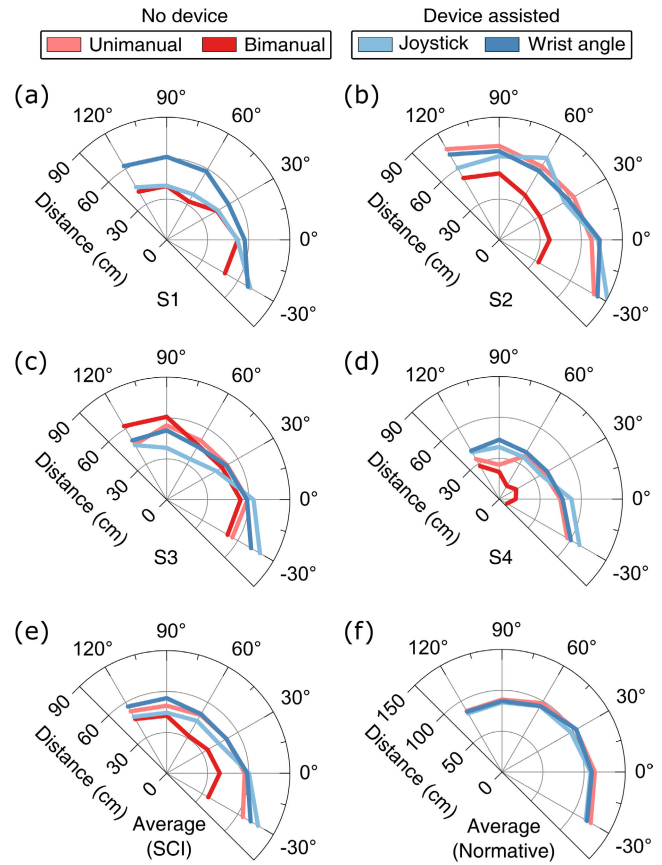 No device Device assisted
Unimanual Bimanual Joystick Wrist angle
(a) 90° (b) 90°
120° 60° 120° 60°
90 30° 90 30°
60 60
30 30
0 0° 0 0°
Distance (cm) Distance (cm)
S1 -30° S2 -30°
(c) 90° (d) 90°
120° 60° 120° 60°
90 30° 90 30°
60 60
30 30
0 0° 0 0°
Distance (cm) Distance (cm)
S3 -30° S4 -30°
(e) 90° (f) 90°
120° 60° 120° 60°
90 30° 150 30°
60 100
30 50
0 0° 0 0°
Distance (cm) Distance (cm)
Average -30° Average -30°
(SCI) (Normative)